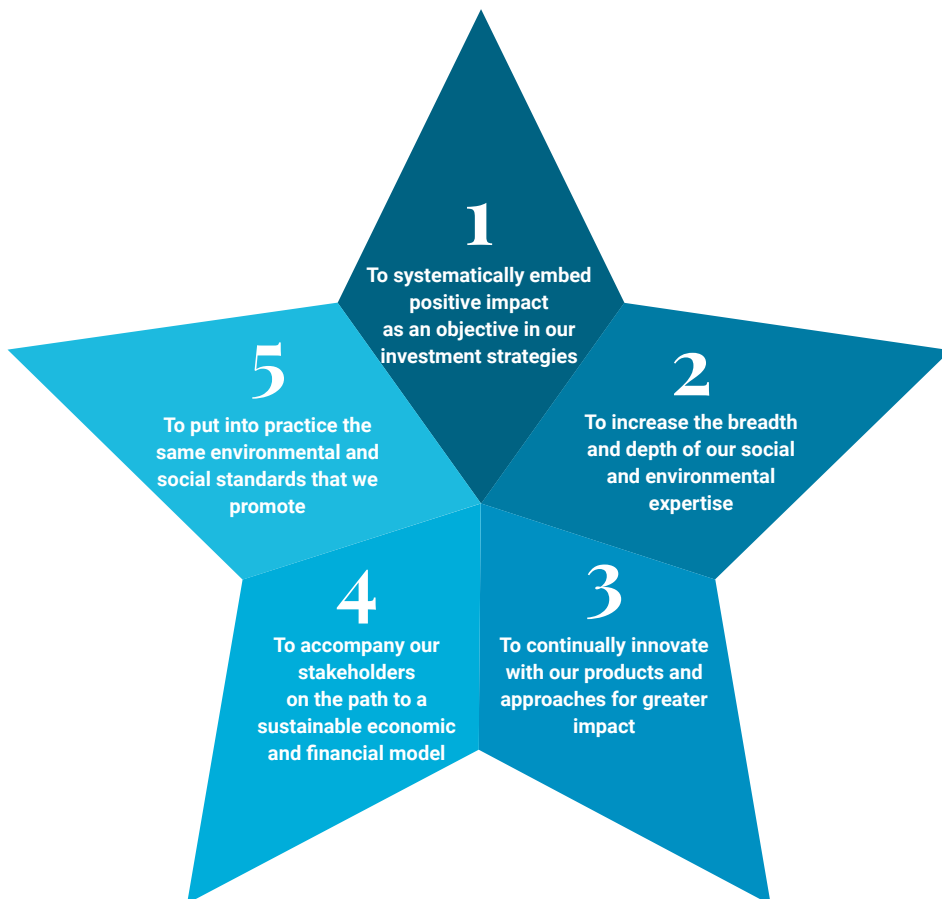 1
To systematically embed
positive impact
as an objective in our
investment strategies
2
To increase the breadth
and depth of our social
and environmental
expertise
3
To continually innovate
with our products and
approaches for greater
impact
4
To accompany our
stakeholders
on the path to a
sustainable economic
and financial model
5
To put into practice the
same environmental and
social standards that we
promote